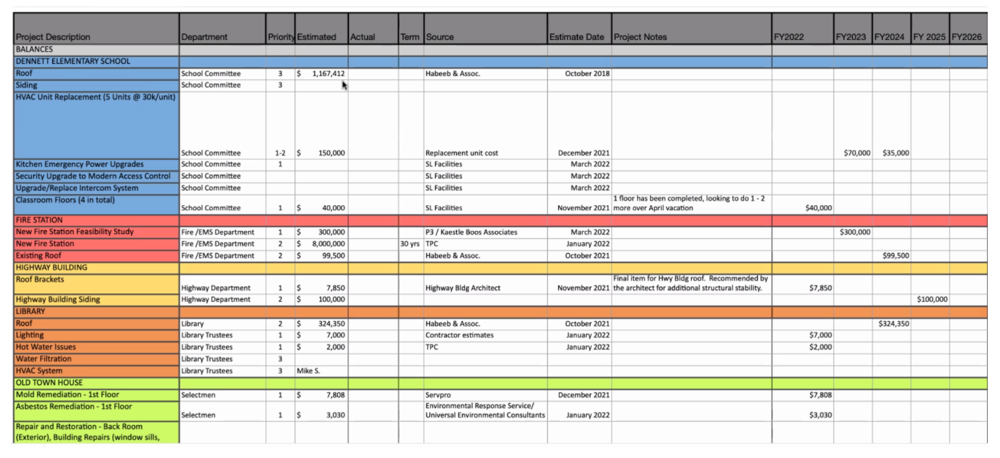 Project Description Department Priority Estimated Actual Term Source Estimate Date Project Notes FY2022 FY2023 FY2024 FY 2025 FY2026
BALANCES
DENNETT ELEMENTARY SCHOOL
Roof School Committee 3 $ 1,167,412 Habeeb & Assoc. October 2018
Siding School Committee 3
HVAC Unit Replacement (5 Units @ 30k/unit)
School Committee 1-2 $ 150,000 Replacement unit cost December 2021 $70,000 $35,000
Kitchen Emergency Power Upgrades School Committee 1 SL Facilities March 2022
Security Upgrade to Modern Access Control School Committee SL Facilities March 2022
Upgrade/Replace Intercom System School Committee SL Facilities March 2022
Classroom Floors (4 in total) 1 floor has been completed, looking to do 1 - 2
School Committee 1 $ 40,000 SL Facilities November 2021 more over April vacation $40,000
FIRE STATION
New Fire Station Feasibility Study Fire /EMS Department 1 $ 300,000 P3 / Kaestle Boos Associates March 2022 $300,000
New Fire Station Fire /EMS Department 2 $ 8,000,000 30 yrs TPC January 2022
Existing Roof Fire /EMS Department 2 $ 99,500 Habeeb & Assoc. October 2021 $99,500
HIGHWAY BUILDING
Roof Brackets Final item for Hwy Bldg roof. Recommended by
Highway Department 1 $ 7,850 Highway Bldg Architect November 2021 the architect for additional structural stability. $7,850
Highway Building Siding Highway Department 2 $ 100,000 $100,000
LIBRARY
Roof Library 2 $ 324,350 Habeeb & Assoc. October 2021 $324,350
Lighting Library Trustees 1 $ 7,000 Contractor estimates January 2022 $7,000
Hot Water Issues Library Trustees 1 $ 2,000 TPC January 2022 $2,000
Water Filtration Library Trustees 3
HVAC System Library Trustees 3 Mike S.
OLD TOWN HOUSE
Mold Remediation - 1st Floor Selectmen 1 $ 7,808 Servpro December 2021 $7,808
Asbestos Remediation - 1st Floor Environmental Response Service/
Selectmen 1 $ 3,030 Universal Environmental Consultants January 2022 $3,030
Repair and Restoration - Back Room
(Exterior), Building Repairs (window sills,